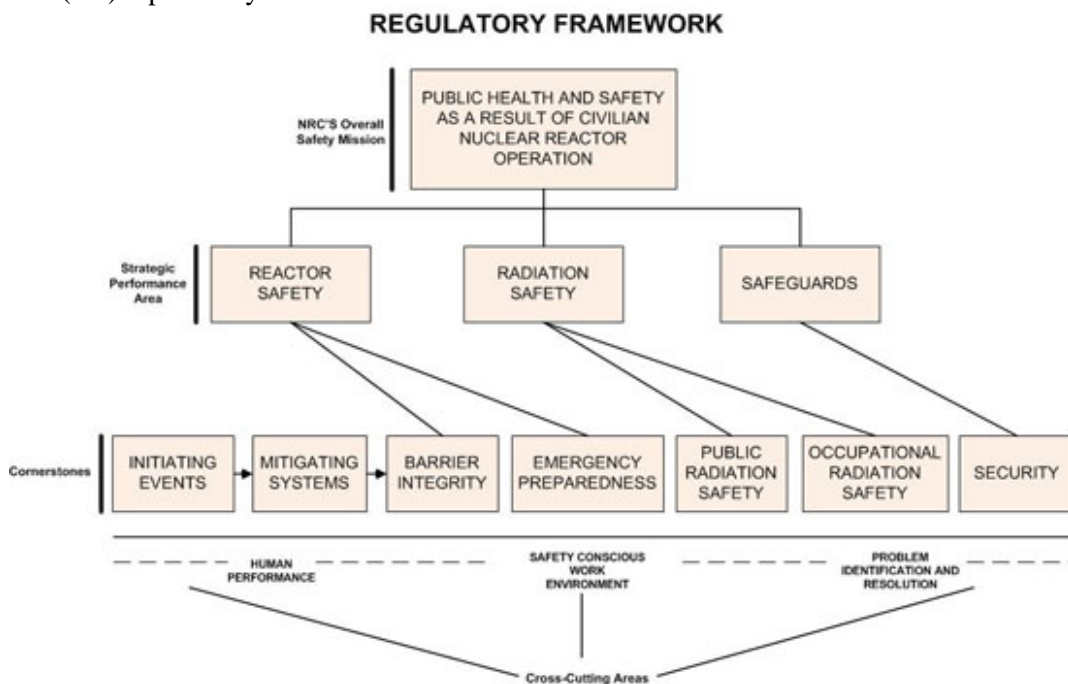 REGULATORY FRAMEWORK
PUBLIC HEALTH AND SAFETY
AS A RESULT OF CIVILIAN
NUCLEAR REACTOR
OPERATION
NRC'S Overall
Safety Mission
Strategic
Performance
Area
REACTOR
SAFETY
RADIATION
SAFETY
SAFEGUARDS
Cornerstones
INITIATING
EVENTS
MITIGATING
SYSTEMS
BARRIER
INTEGRITY
EMERGENCY
PREPAREDNESS
PUBLIC
RADIATION
SAFETY
OCCUPATIONAL
RADIATION
SAFETY
SECURITY
HUMAN
PERFORMANCE
SAFETY CONSCIOUS
WORK
ENVIRONMENT
PROBLEM
IDENTIFICATION AND
RESOLUTION
Cross-Cutting Areas